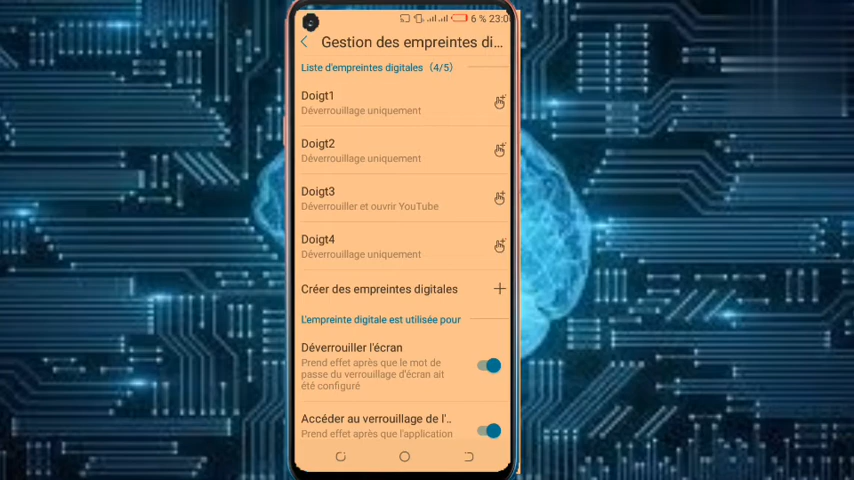 6 % 23:0
Gestion des empreintes di...
Liste d'empreintes digitales (4/5)
Doigt1
Déverrouillage uniquement
Doigt2
Déverrouillage uniquement
Doigt3
Déverrouiller et ouvrir YouTube
Doigt4
Déverrouillage uniquement
Créer des empreintes digitales
L'empreinte digitale est utilisée pour
Déverrouiller l'écran
Prend effet après que le mot de
passe du verrouillage d'écran ait
été configuré
Accéder au verrouillage de l'..
Prend effet après que l'application